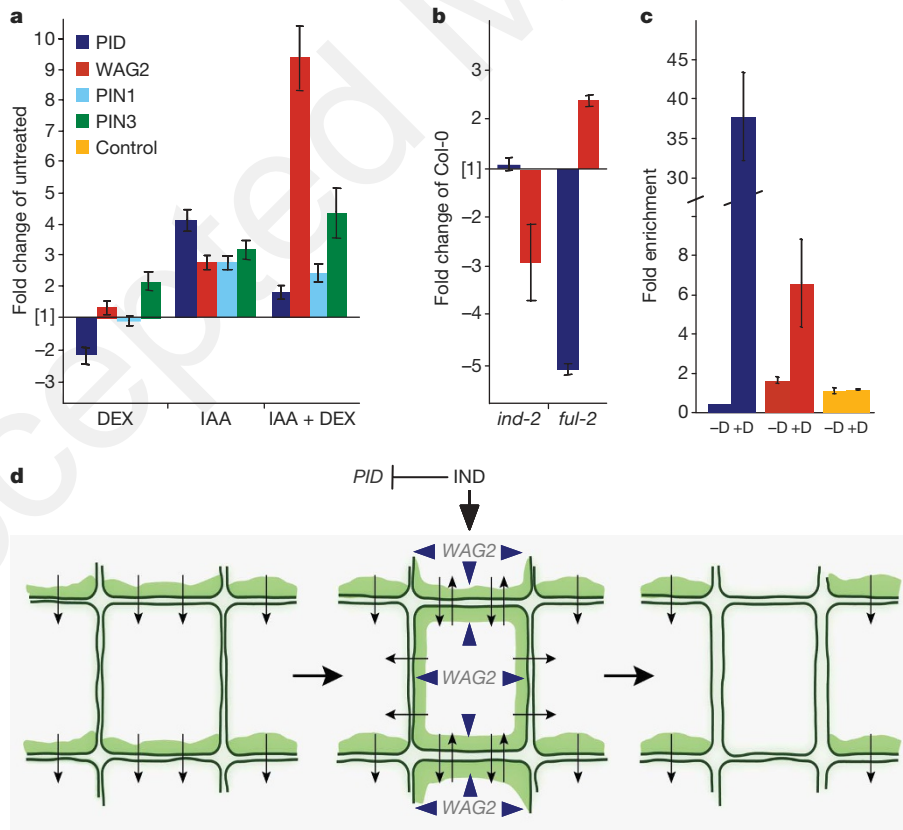 a
Fold change of untreated
10
9
8
7
6
5
4
3
2
[1]
–2
–3
PID
WAG2
PIN1
PIN3
Control
DEX
IAA
IAA + DEX
b
Fold change of Col-0
3
2
[1]
–2
–3
–4
–5
ind-2
ful-2
c
Fold enrichment
45
40
35
30
8
6
4
2
0
–D +D
–D +D
–D +D
d
PID
IND
WAG2
WAG2
WAG2